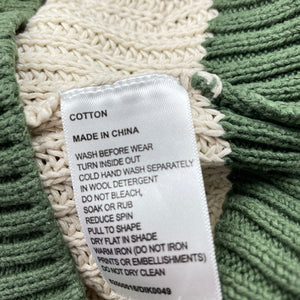 COTTON
MADE IN CHINA
WASH BEFORE WEAR
TURN INSIDE OUT
COLD HAND WASH SEPARATELY
IN WOOL DETERGENT
DO NOT BLEACH,
SOAK OR RUB
REDUCE SPIN
PULL TO SHAPE
DRY FLAT IN SHADE
WARM IRON (DO NOT IRON
PRINTS OR EMBELLISHMENTS)
DO NOT DRY CLEAN